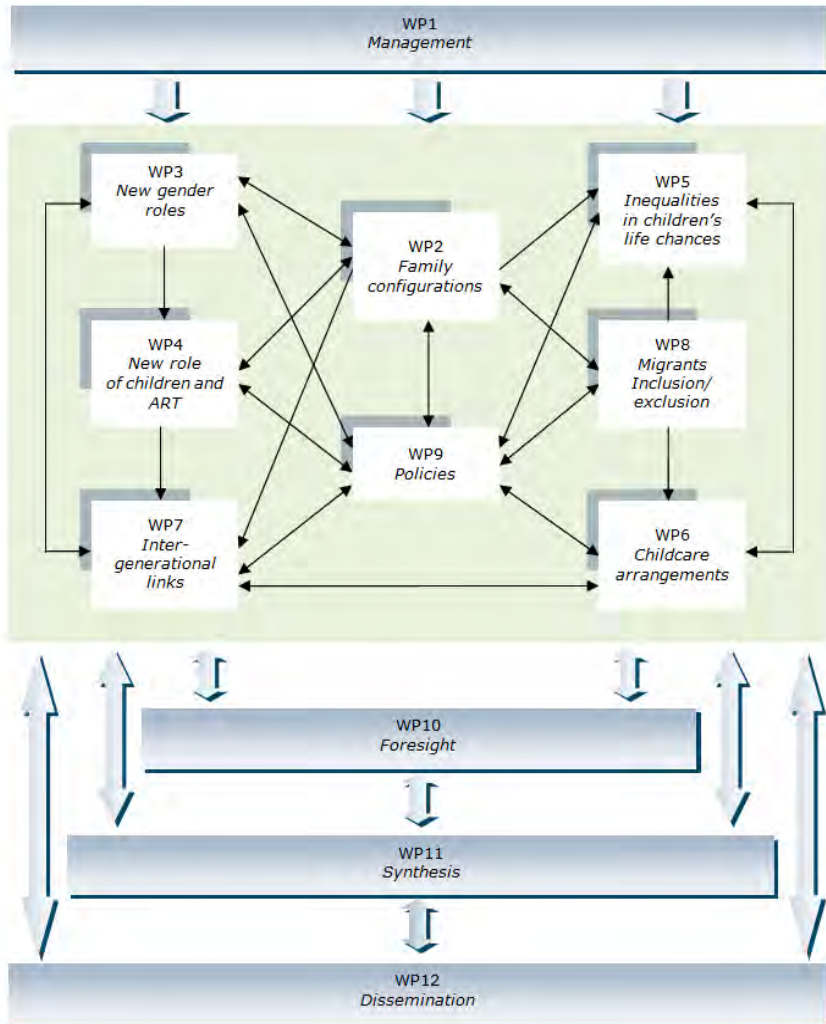 WP1
Management
WP3
New gender
roles
WP2
Family
configurations
WP5
Inequalities
in children's
life chances
WP4
New role
of children and
ART
WP8
Migrants
Inclusion/
exclusion
WP9
Policies
WP7
Inter-
generational
links
WP6
Childcare
arrangements
WP10
Foresight
WP11
Synthesis
WP12
Dissemination